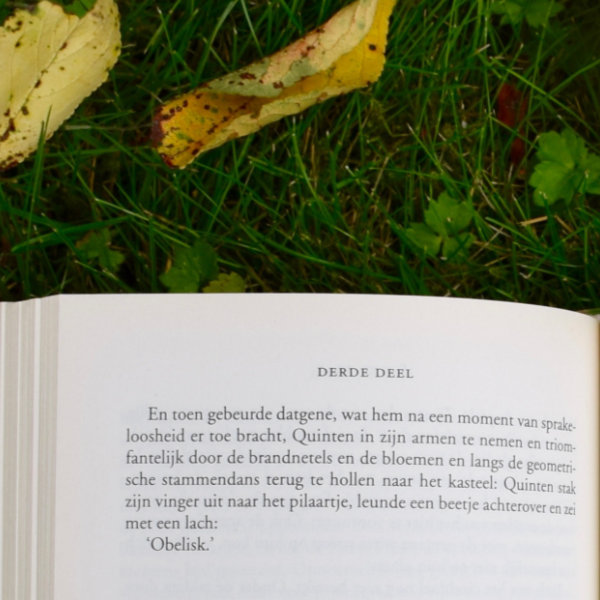 DERDE DEEL
En toen gebeurde datgene, wat hem na een moment van sprake-
loosheid er toe bracht, Quinten in zijn armen te nemen en triom-
fantelijk door de brandnetels en de bloemen en langs de geometri-
sche stammendans terug te hollen naar het kasteel: Quinten stak
zijn vinger uit naar het pilaartje, leunde een beetje achterover en zei
met een lach:
‘Obelisk.’